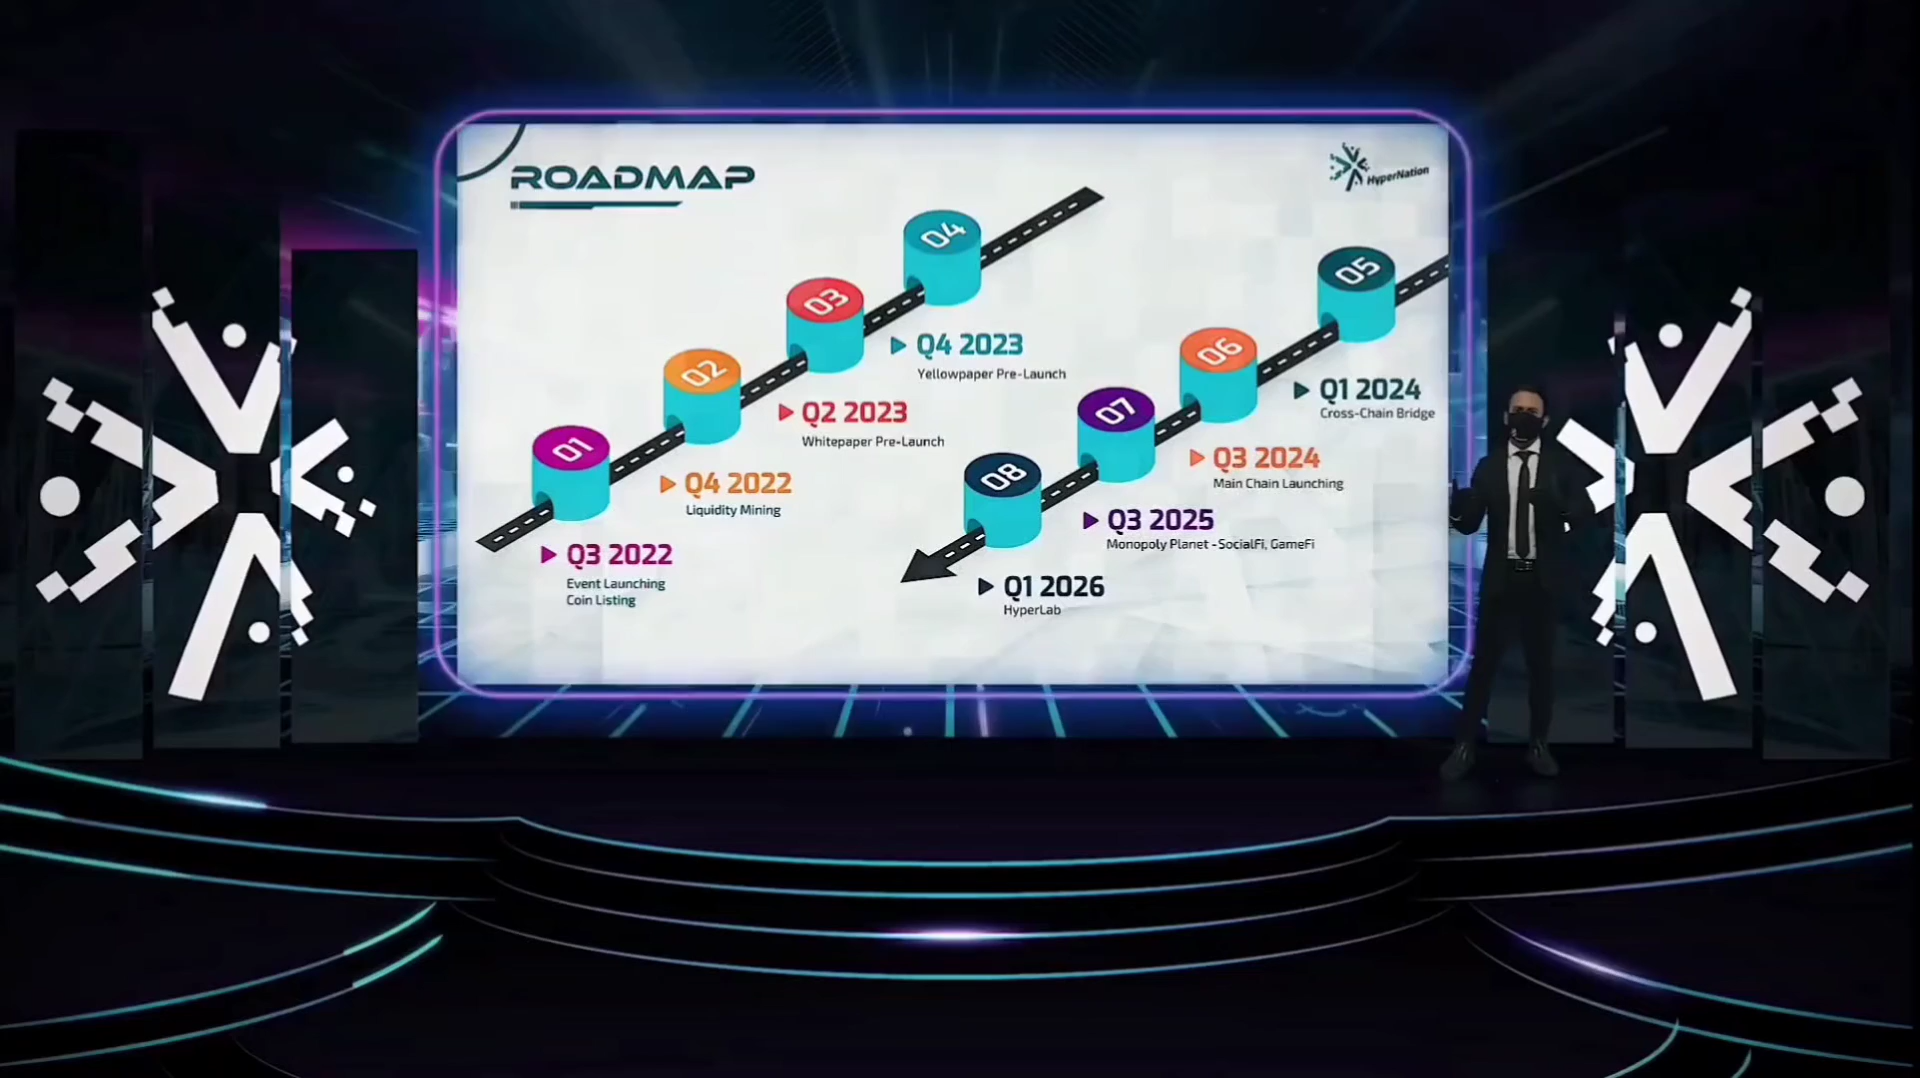 ROADMAP
HyperNation
01
Q3 2022
Event Launching
Coin Listing
02
Q4 2022
Liquidity Mining
03
Q2 2023
Whitepaper Pre-Launch
04
Q4 2023
Yellowpaper Pre-Launch
05
Q1 2024
Cross-Chain Bridge
06
Q3 2024
Main Chain Launching
07
Q3 2025
Monopoly Planet -SocialFi, GameFi
08
Q1 2026
HyperLab